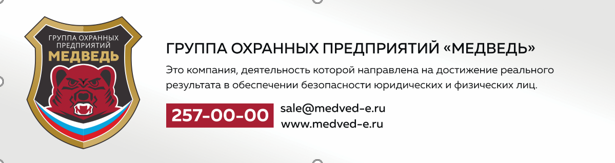 ГРУППА ОХРАННЫХ
ПРЕДПРИЯТИЙ
МЕДВЕДЬ
ГРУППА ОХРАННЫХ ПРЕДПРИЯТИЙ «МЕДВЕДЬ»
Это компания, деятельность которой направлена на достижение реального
результата в обеспечении безопасности юридических и физических лиц.
257-00-00
sale@medved-e.ru
www.medved-e.ru